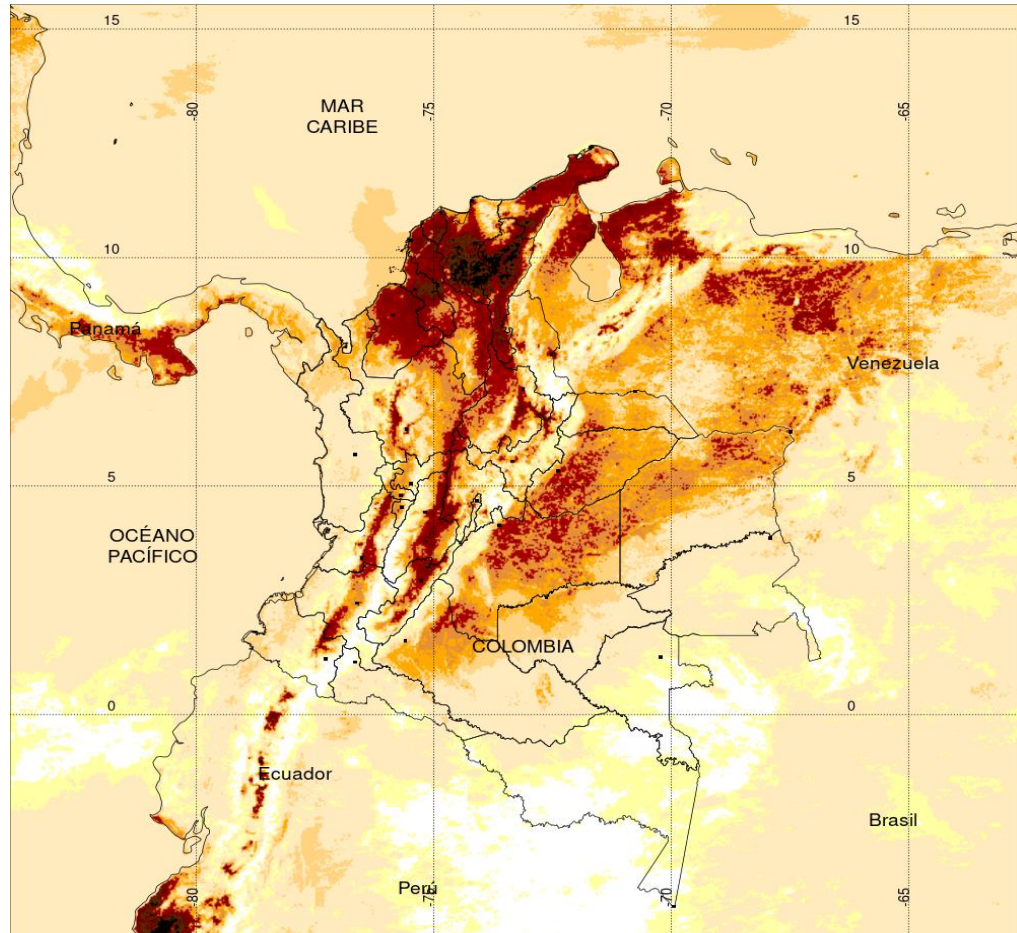 15
15
-80
-75
-70
-65
MAR
CARIBE
10
10
Panamá
Venezuela
5
5
OCÉANO
PACÍFICO
COLOMBIA
0
0
Ecuador
Brasil
Perú
-80
-75
-70
-65